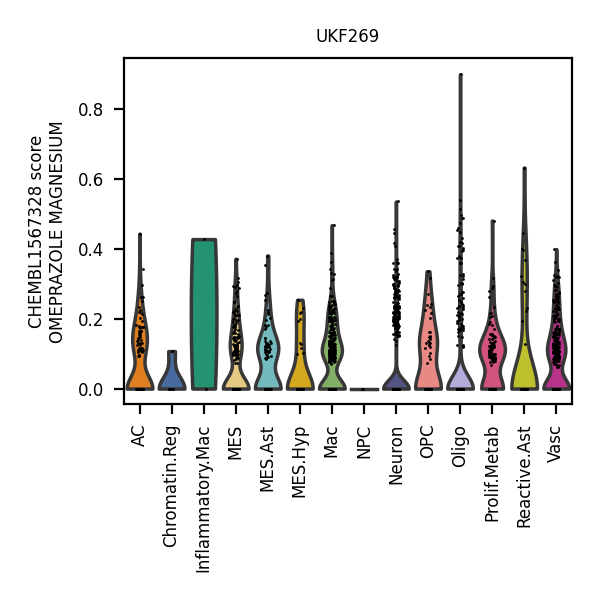 UKF269
CHEMBL1567328 score
OMEPRAZOLE MAGNESIUM
0.8
0.6
0.4
0.2
0.0
AC
Chromatin.Reg
Inflammatory.Mac
MES
MES.Ast
MES.Hyp
Mac
NPC
Neuron
OPC
Oligo
Prolif.Metab
Reactive.Ast
Vasc